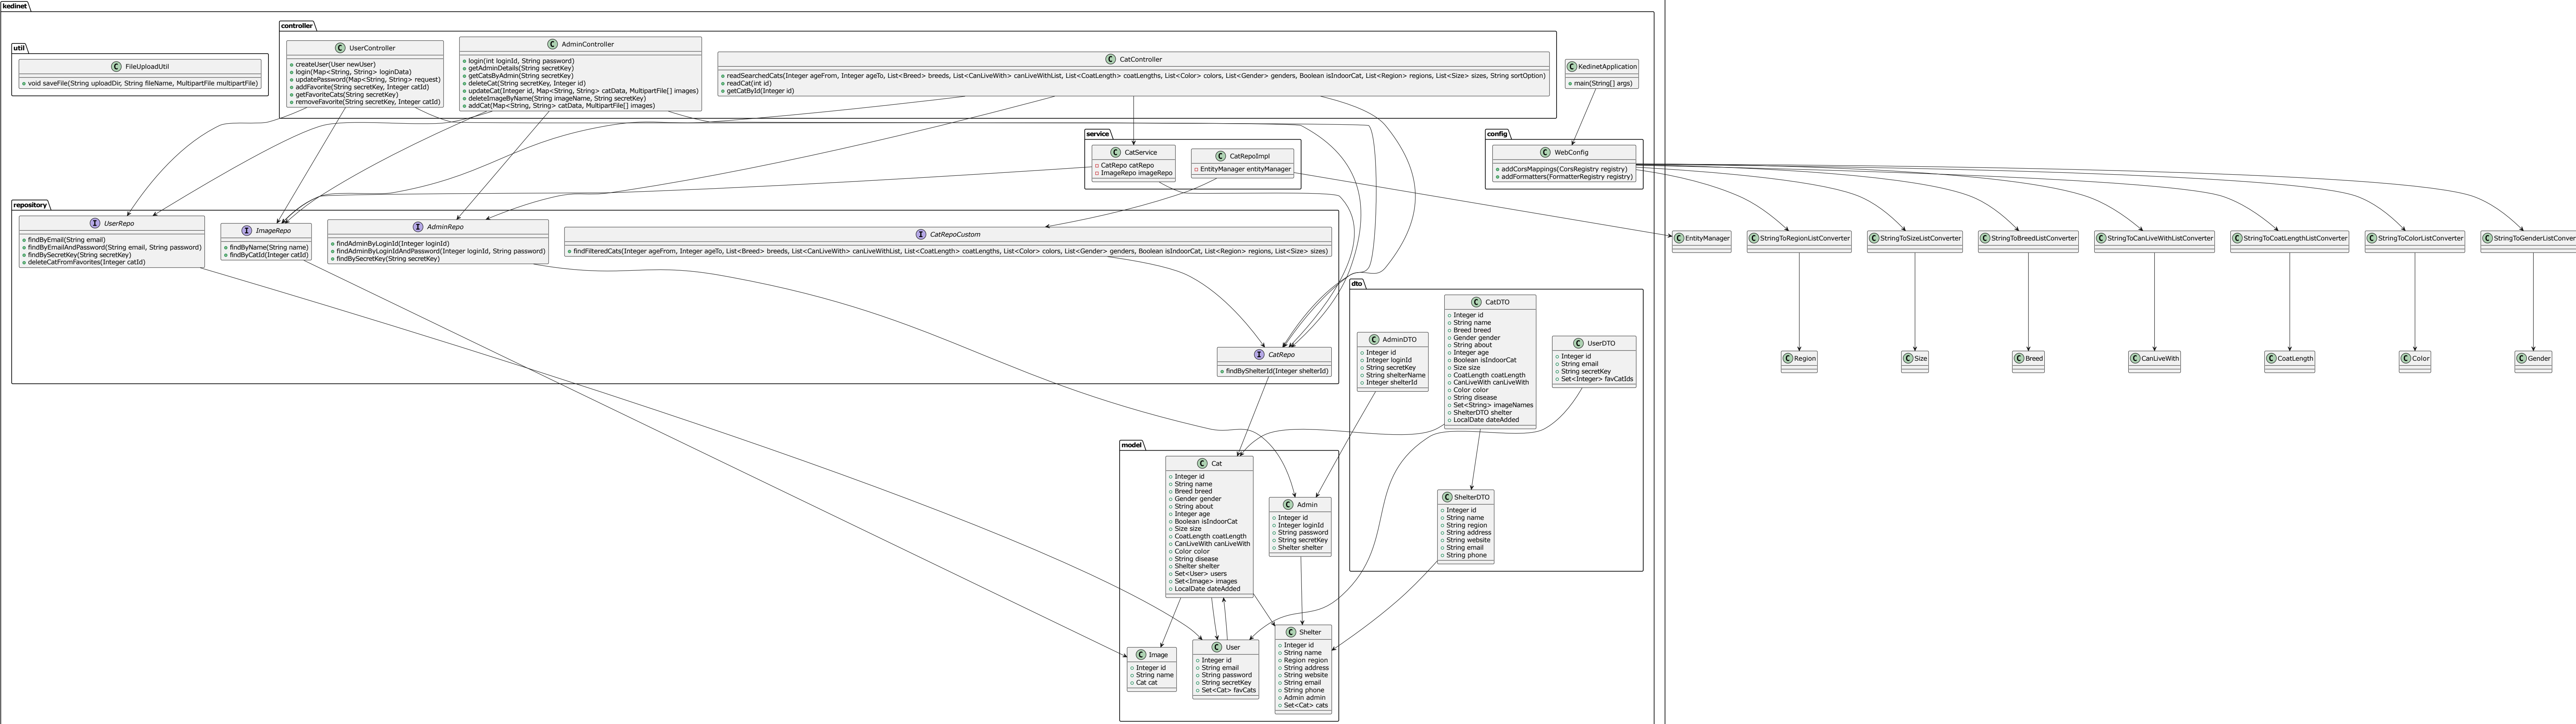 kedinet
controller
util
UserController
createUser(User newUser)
login(Map<String, String> loginData)
updatePassword(Map<String, String> request)
addFavorite(String secretKey, Integer catId)
getFavoriteCats(String secretKey)
removeFavorite(String secretKey, Integer catId)
AdminController
login(int loginId, String password)
getAdminDetails(String secretKey)
getCatsByAdmin(String secretKey)
deleteCat(String secretKey, Integer id)
updateCat(Integer id, Map<String, String> catData, MultipartFile[] images)
deleteImageByName(String imageName, String secretKey)
addCat(Map<String, String> catData, MultipartFile[] images)
CatController
readSearchedCats(Integer ageFrom, Integer ageTo, List<Breed> breeds, List<CanLiveWith> canLiveWithList, List<CoatLength> coatLengths, List<Color> colors, List<Gender> genders, Boolean isIndoorCat, List<Region> regions, List<Size> sizes, String sortOption)
readCat(int id)
getCatById(Integer id)
KedinetApplication
main(String[] args)
FileUploadUtil
void saveFile(String uploadDir, String fileName, MultipartFile multipartFile)
service
CatService
CatRepo catRepo
ImageRepo imageRepo
CatRepoImpl
EntityManager entityManager
config
WebConfig
addCorsMappings(CorsRegistry registry)
addFormatters(FormatterRegistry registry)
repository
UserRepo
findByEmail(String email)
findByEmailAndPassword(String email, String password)
findBySecretKey(String secretKey)
deleteCatFromFavorites(Integer catId)
ImageRepo
findByName(String name)
findByCatId(Integer catId)
AdminRepo
findAdminByLoginId(Integer loginId)
findAdminByLoginIdAndPassword(Integer loginId, String password)
findBySecretKey(String secretKey)
CatRepoCustom
findFilteredCats(Integer ageFrom, Integer ageTo, List<Breed> breeds, List<CanLiveWith> canLiveWithList, List<CoatLength> coatLengths, List<Color> colors, List<Gender> genders, Boolean isIndoorCat, List<Region> regions, List<Size> sizes)
CatRepo
findByShelterId(Integer shelterId)
EntityManager
StringToRegionListConverter
StringToSizeListConverter
StringToBreedListConverter
StringToCanLiveWithListConverter
StringToCoatLengthListConverter
StringToColorListConverter
StringToGenderListConverter
Region
Size
Breed
CanLiveWith
CoatLength
Color
Gender
dto
AdminDTO
Integer id
Integer loginId
String secretKey
String shelterName
Integer shelterId
CatDTO
Integer id
String name
Breed breed
Gender gender
String about
Integer age
Boolean isIndoorCat
Size size
CoatLength coatLength
CanLiveWith canLiveWith
Color color
String disease
Set<String> imageNames
ShelterDTO shelter
LocalDate dateAdded
UserDTO
Integer id
String email
String secretKey
Set<Integer> favCatIds
ShelterDTO
Integer id
String name
String region
String address
String website
String email
String phone
model
Cat
Integer id
String name
Breed breed
Gender gender
String about
Integer age
Boolean isIndoorCat
Size size
CoatLength coatLength
CanLiveWith canLiveWith
Color color
String disease
Shelter shelter
Set<User> users
Set<Image> images
LocalDate dateAdded
Admin
Integer id
Integer loginId
String password
String secretKey
Shelter shelter
Image
Integer id
String name
Cat cat
User
Integer id
String email
String password
String secretKey
Set<Cat> favCats
Shelter
Integer id
String name
Region region
String address
String website
String email
String phone
Admin admin
Set<Cat> cats